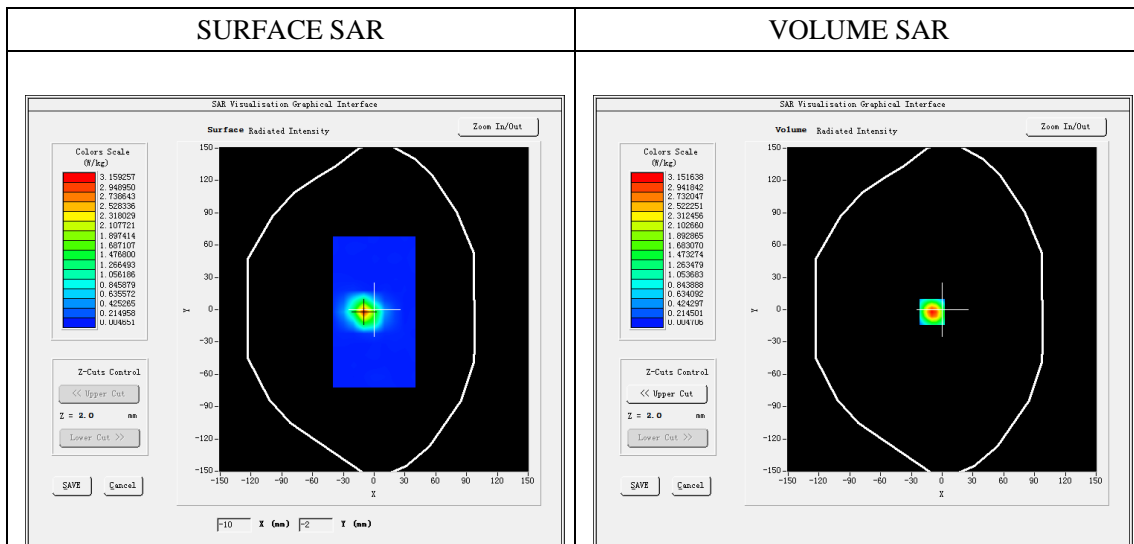 SURFACE SAR
VOLUME SAR
SAR Visualisation Graphical Interface
Surface Radiated Intensity
Zoom In/Out
Colors Scale
(W/kg)
3.159257
2.948950
2.738643
2.528336
2.318029
2.107721
1.897414
1.687107
1.476800
1.266493
1.056186
0.845879
0.635572
0.425265
0.214958
0.004651
Z-Cuts Control
<< Upper Cut
Z = 2.0 mm
Lower Cut >>
SAVE Cancel
150
120
90
60
30
0
-30
-60
-90
-120
-150
Y
-150 -120 -90 -60 -30 0 30 60 90 120 150
X
-10 X (mm) -2 Y (mm)
SAR Visualisation Graphical Interface
Volume Radiated Intensity
Zoom In/Out
Colors Scale
(W/kg)
3.151638
2.941842
2.732047
2.522251
2.312456
2.102660
1.892865
1.683070
1.473274
1.263479
1.053683
0.843888
0.634092
0.424297
0.214501
0.004706
Z-Cuts Control
<< Upper Cut
Z = 2.0 mm
Lower Cut >>
SAVE Cancel
150
120
90
60
30
0
-30
-60
-90
-120
-150
Y
-150 -120 -90 -60 -30 0 30 60 90 120 150
X